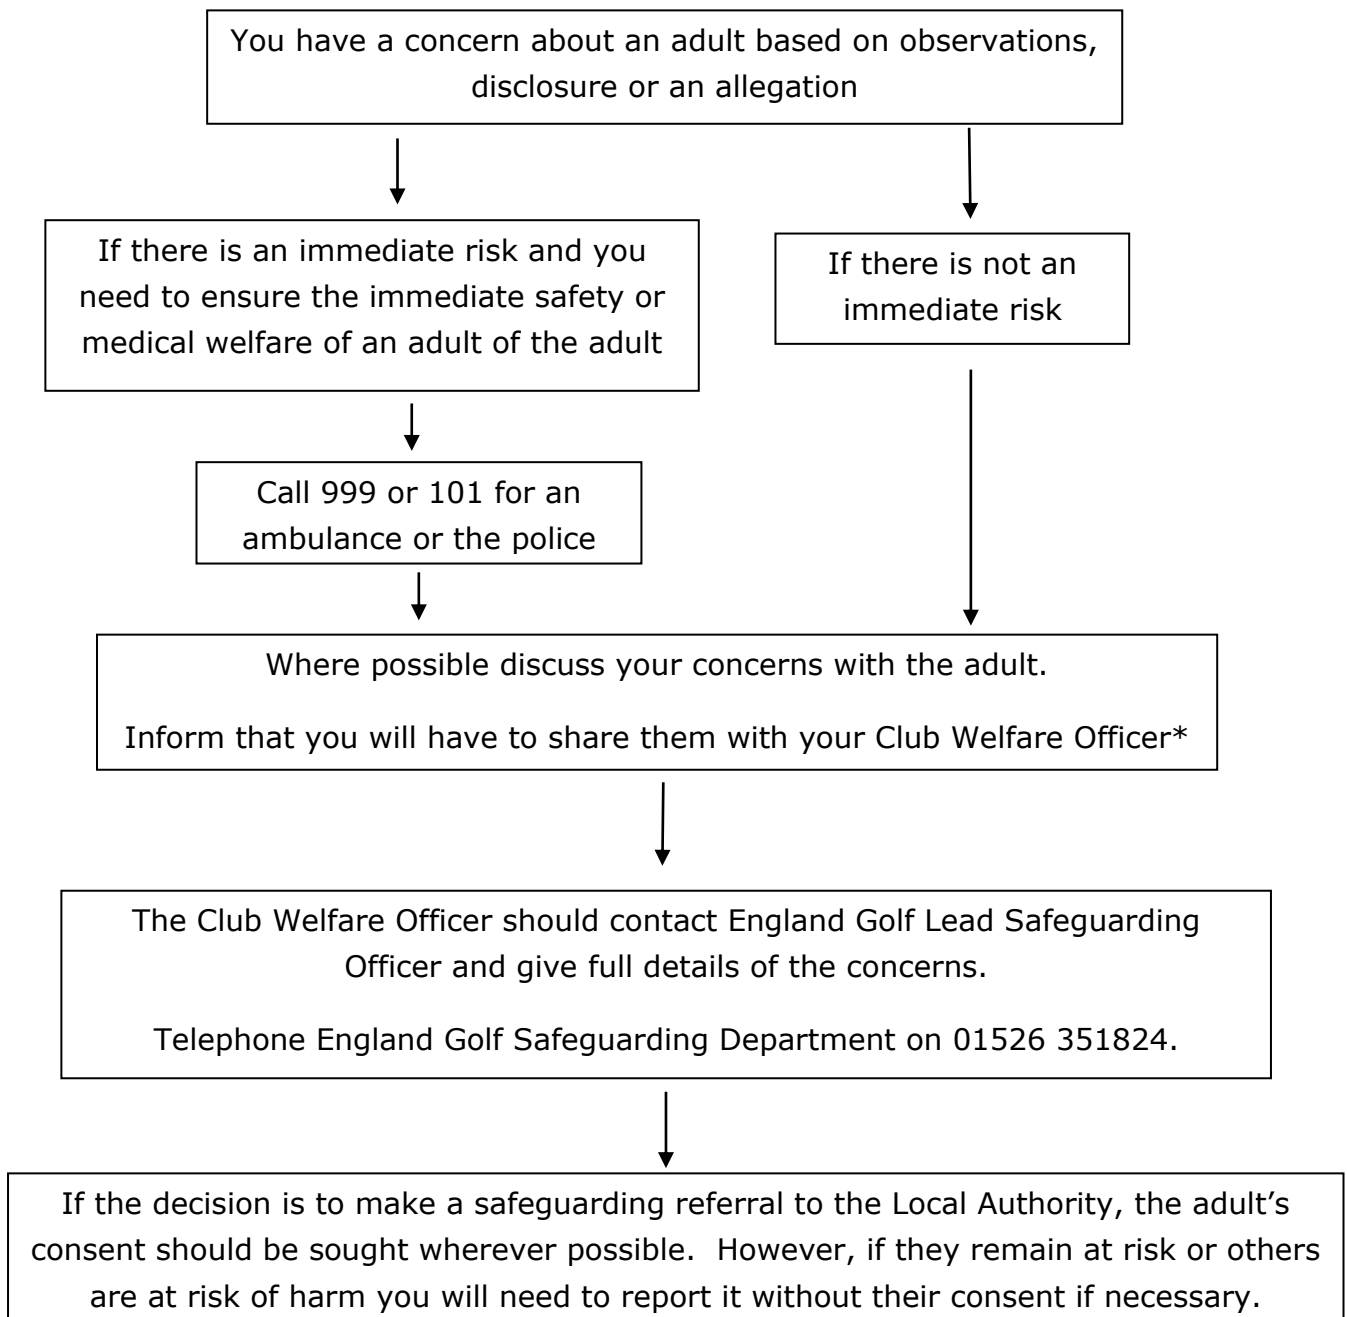 You have a concern about an adult based on observations,
disclosure or an allegation
If there is an immediate risk and you
need to ensure the immediate safety or
medical welfare of an adult of the adult
If there is not an
immediate risk
Call 999 or 101 for an
ambulance or the police
Where possible discuss your concerns with the adult.
Inform that you will have to share them with your Club Welfare Officer*
The Club Welfare Officer should contact England Golf Lead Safeguarding
Officer and give full details of the concerns.
Telephone England Golf Safeguarding Department on 01526 351824.
If the decision is to make a safeguarding referral to the Local Authority, the adult’s
consent should be sought wherever possible.  However, if they remain at risk or others
are at risk of harm you will need to report it without their consent if necessary.